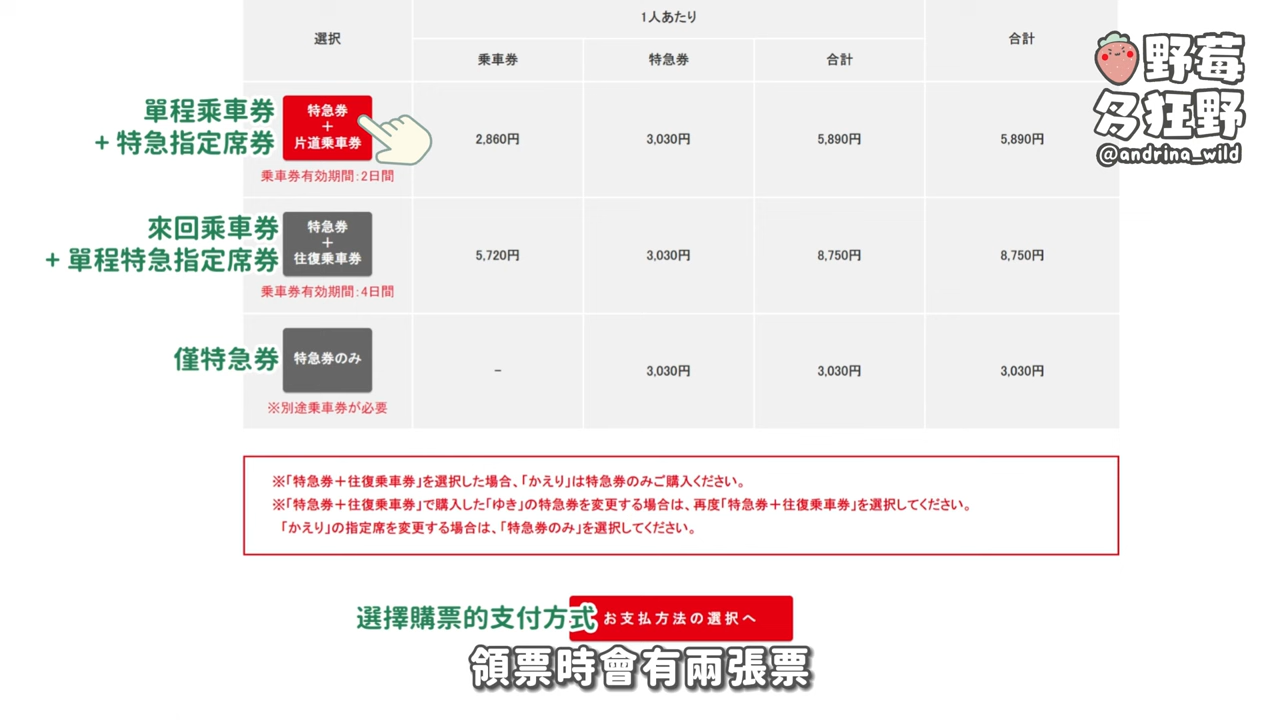 1人あたり
選択
合計
乗車券
特急券
合計
野莓
多狂野
@andrina_wild
單程乘車券
+ 特急指定席券
特急券
+
片道乗車券
2,860円
3,030円
5,890円
5,890円
乗車券有効期間:2日間
來回乘車券
+ 單程特急指定席券
特急券
+
往復乗車券
5,720円
3,030円
8,750円
8,750円
乗車券有効期間:4日間
僅特急券
特急券のみ
-
3,030円
3,030円
3,030円
※別途乗車券が必要
※「特急券+往復乗車券」を選択した場合、「かえり」は特急券のみご購入ください。
※「特急券+往復乗車券」で購入した「ゆき」の特急券を変更する場合は、再度「特急券+往復乗車券」を選択してください。
「かえり」の指定席を変更する場合は、「特急券のみ」を選択してください。
選擇購票的支付方式
お支払方法の選択へ
領票時會有兩張票